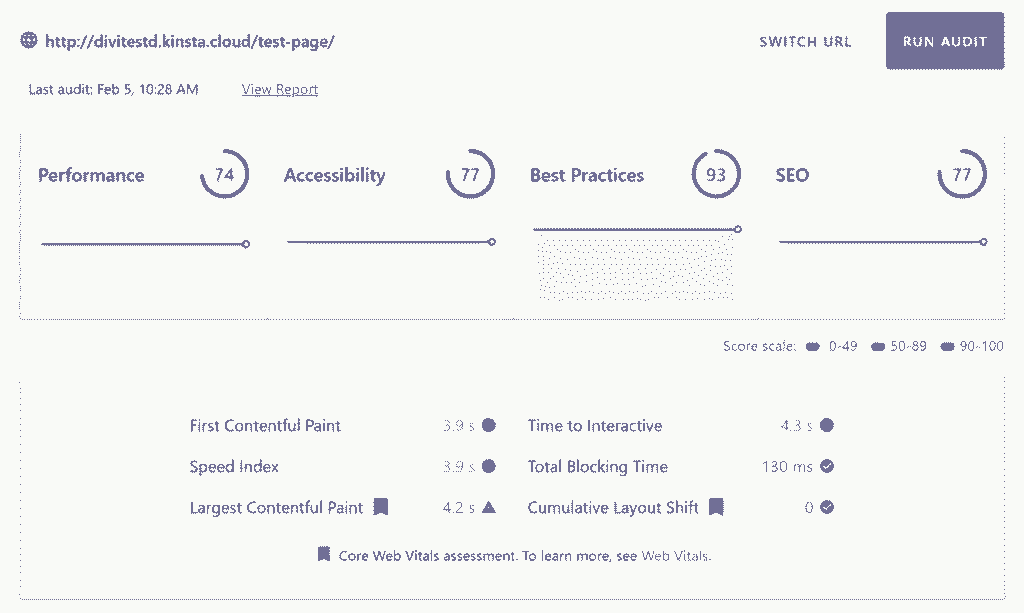 http://divitestd.kinsta.cloud/test-page/
SWITCH URL
RUN AUDIT
Last audit: Feb 5, 10:28 AM
View Report
Performance 74
Accessibility 77
Best Practices 93
SEO 77
Score scale: 0-49 50-89 90-100
First Contentful Paint 3.9 s
Time to Interactive 4.3 s
Speed Index 3.9 s
Total Blocking Time 130 ms
Largest Contentful Paint 4.2 s
Cumulative Layout Shift 0
Core Web Vitals assessment. To learn more, see Web Vitals.